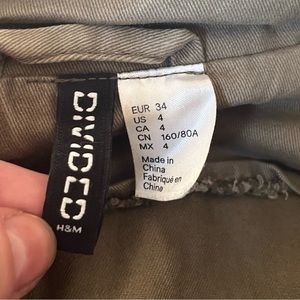 DIVIDED
H&M
EUR 34
US 4
CA 4
CN 160/80A
MX 4
Made in
China
Fabriqué en
Chine